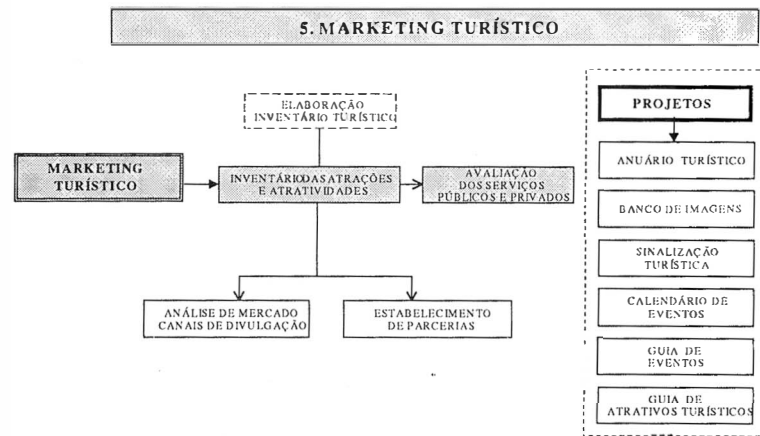 5. MARKETING TURÍSTICO
ELABORAÇÃO
INVENTÁRIO TURÍSTICO
PROJETOS
MARKETING
TURÍSTICO
INVENTÁRIO DAS ATRAÇÕES
E ATRATIVIDADES
AVALIAÇÃO
DOS SERVIÇOS
PÚBLICOS E PRIVADOS
ANUÁRIO TURÍSTICO
BANCO DE IMAGENS
SINALIZAÇÃO
TURÍSTICA
ANÁLISE DE MERCADO
CANAIS DE DIVULGAÇÃO
ESTABELECIMENTO
DE PARCERIAS
CALENDÁRIO DE
EVENTOS
GUIA DE
EVENTOS
GUIA DE
ATRATIVOS TURÍSTICOS